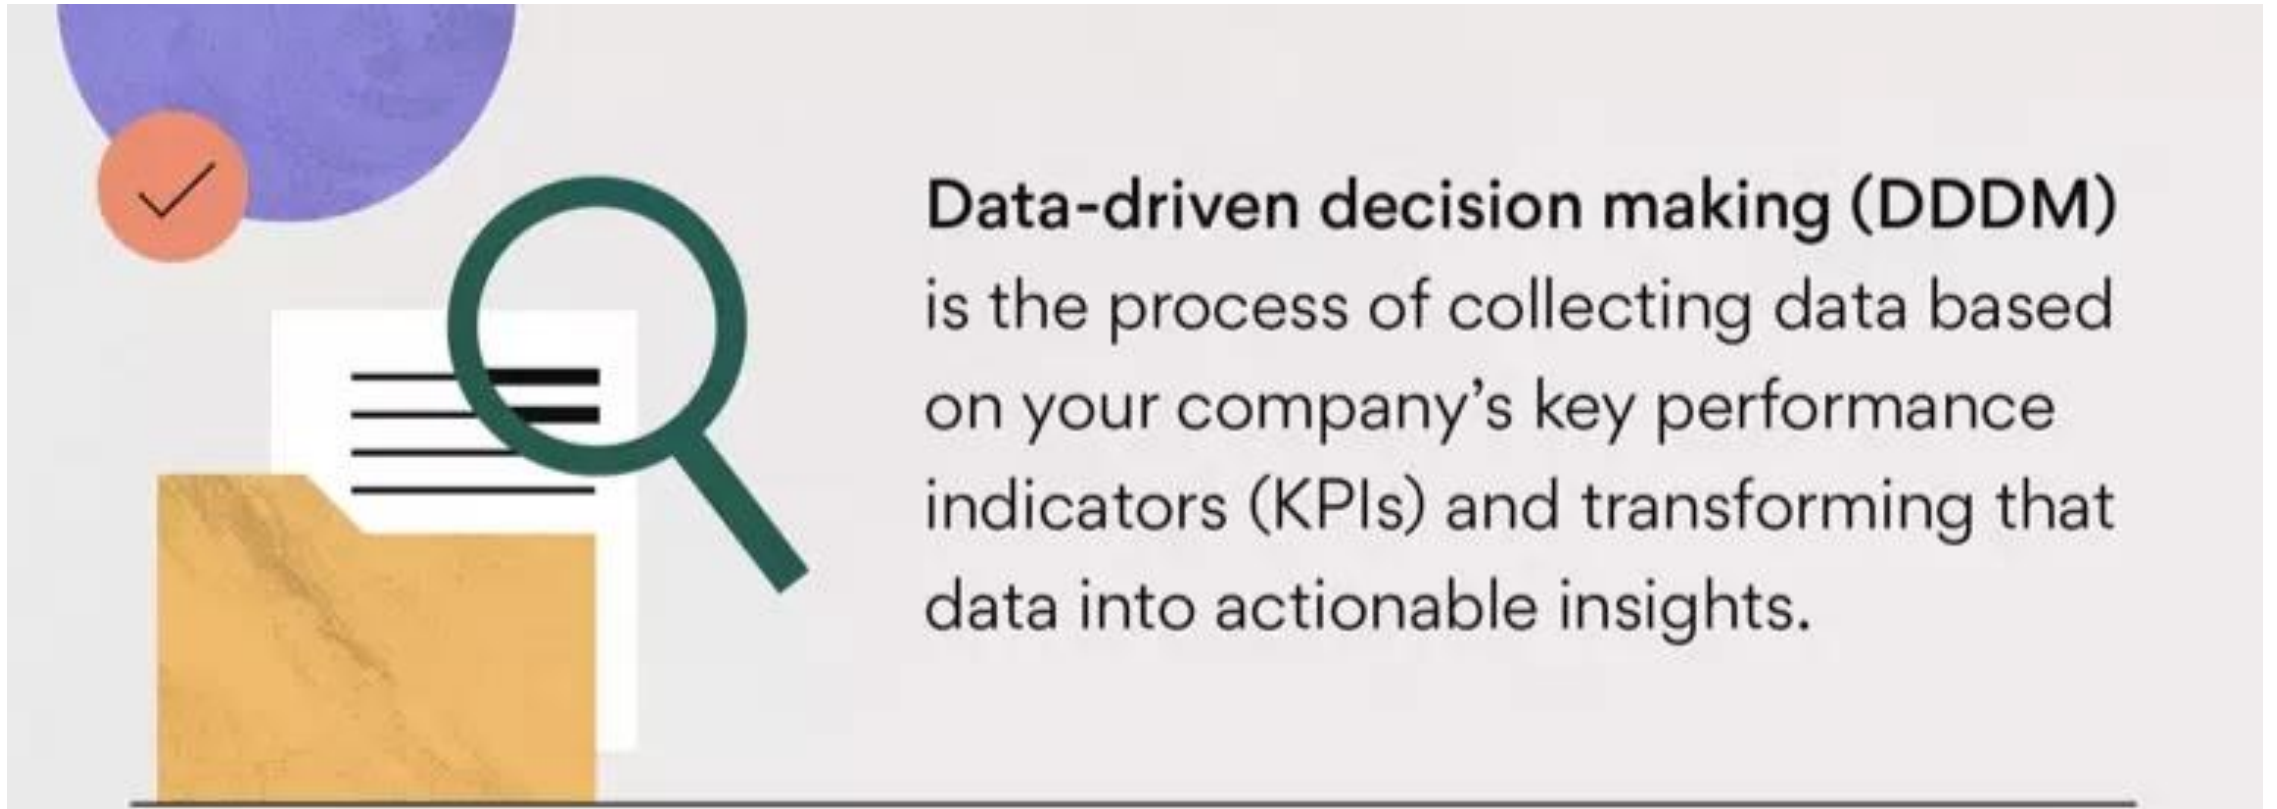 Data-driven decision making (DDDM)
is the process of collecting data based
on your company’s key performance
indicators (KPIs) and transforming that
data into actionable insights.